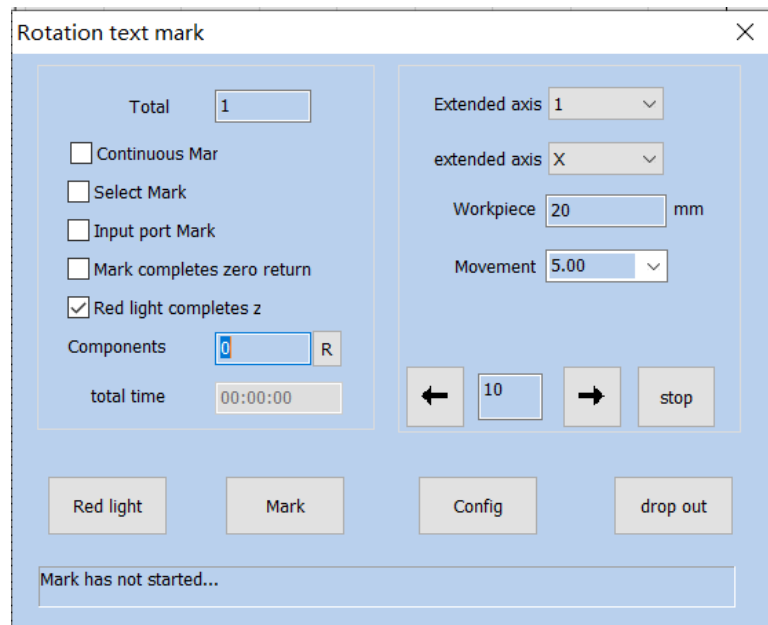 Rotation text mark
Total 1
Continuous Mar
Select Mark
Input port Mark
Mark completes zero return
Red light completes z
Components 0 R
total time 00:00:00
Extended axis 1
extended axis X
Workpiece 20 mm
Movement 5.00
10 stop
Red light Mark Config drop out
Mark has not started...